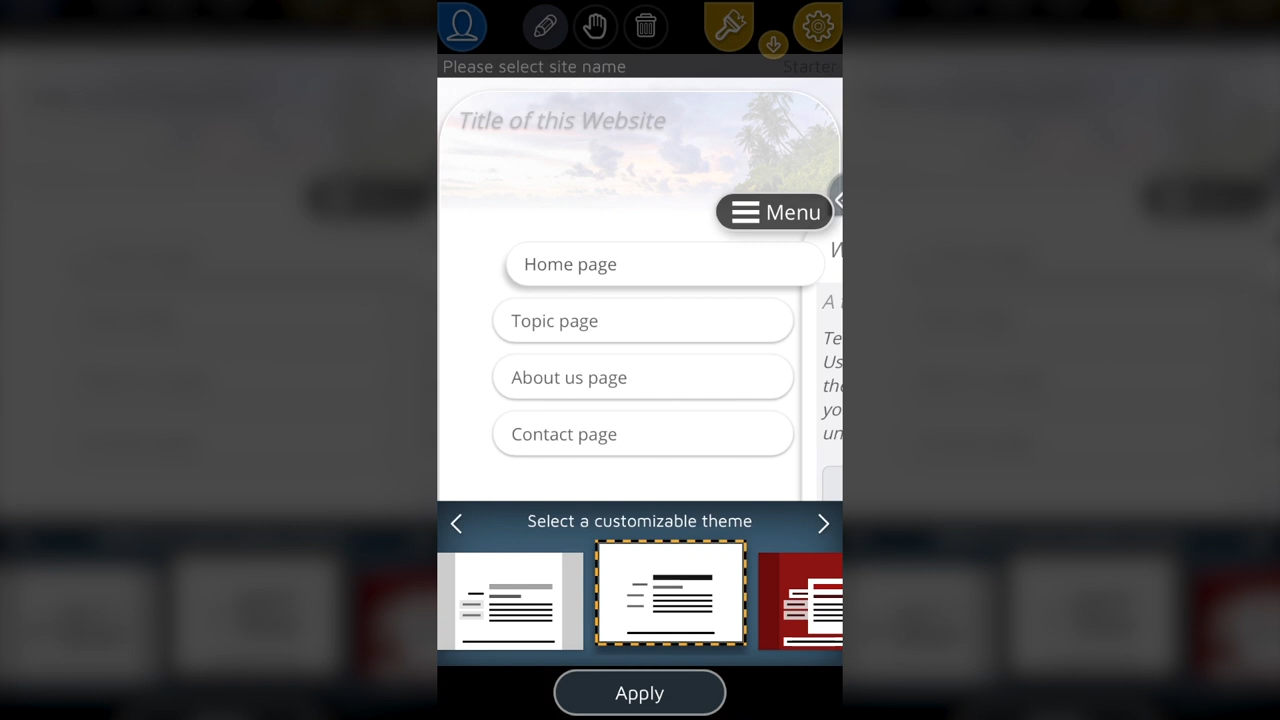 Please select site name
Starter
Title of this Website
Menu
Home page
Topic page
About us page
Contact page
Select a customizable theme
Apply